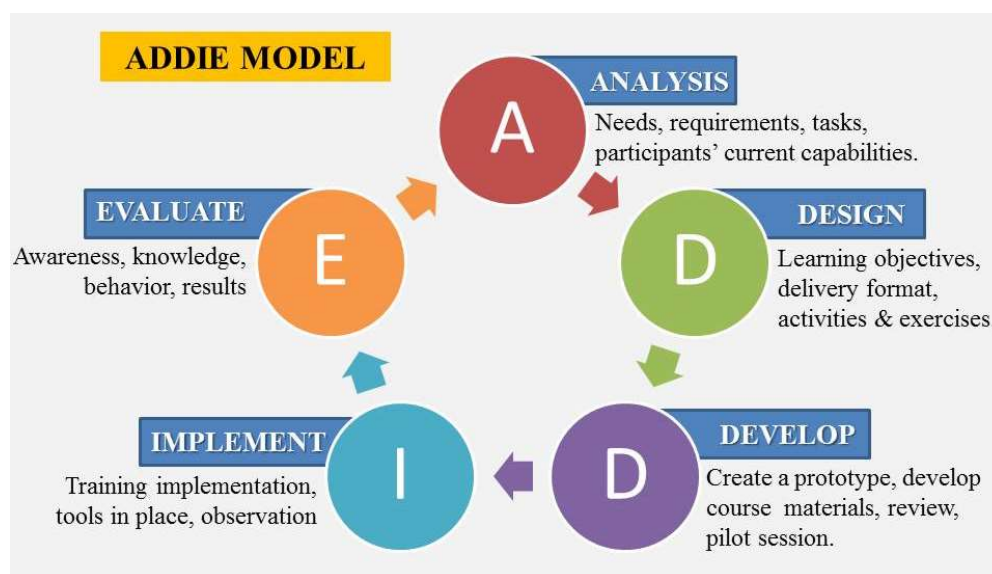 ADDIE MODEL
A
ANALYSIS
Needs, requirements, tasks,
participants’ current capabilities.
D
DESIGN
Learning objectives,
delivery format,
activities & exercises
D
DEVELOP
Create a prototype, develop
course materials, review,
pilot session.
I
IMPLEMENT
Training implementation,
tools in place, observation
E
EVALUATE
Awareness, knowledge,
behavior, results